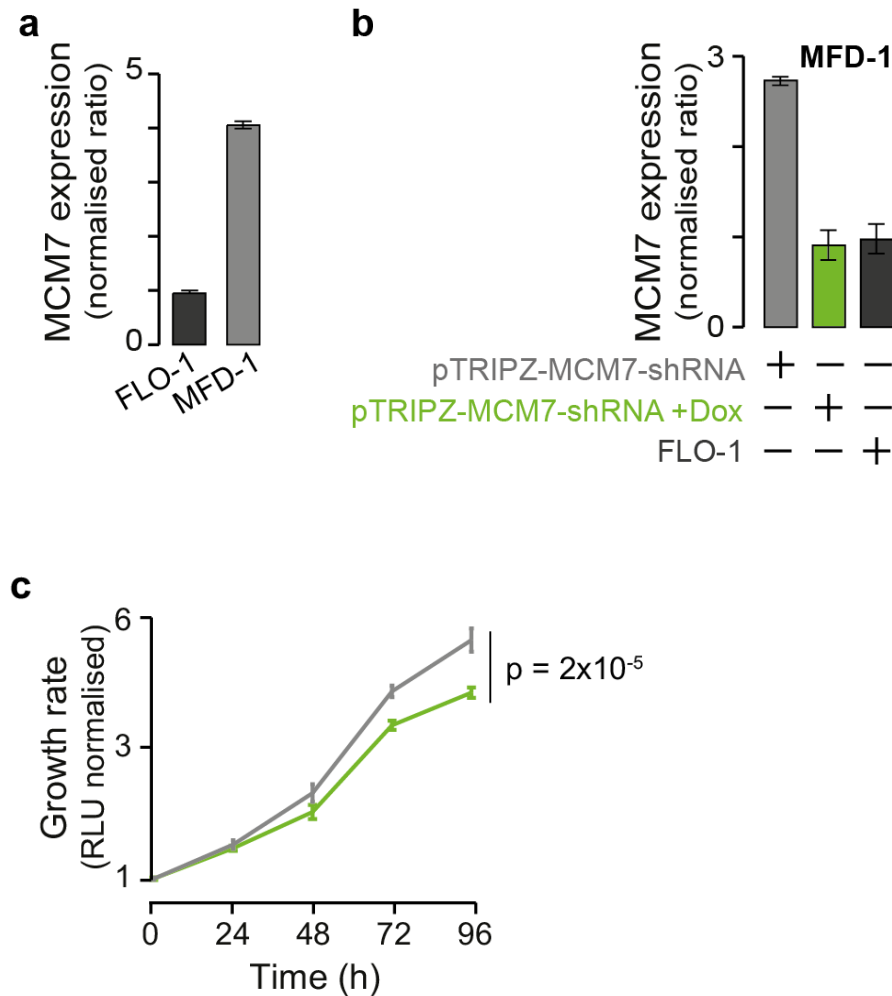 a
MCM7 expression
(normalised ratio)
5
0
FLO-1
MFD-1
b
MCM7 expression
(normalised ratio)
3
0
MFD-1
pTRIPZ-MCM7-shRNA + − −
pTRIPZ-MCM7-shRNA +Dox − + −
FLO-1 − − +
c
Growth rate
(RLU normalised)
6
3
1
p = 2x10⁻⁵
0 24 48 72 96
Time (h)